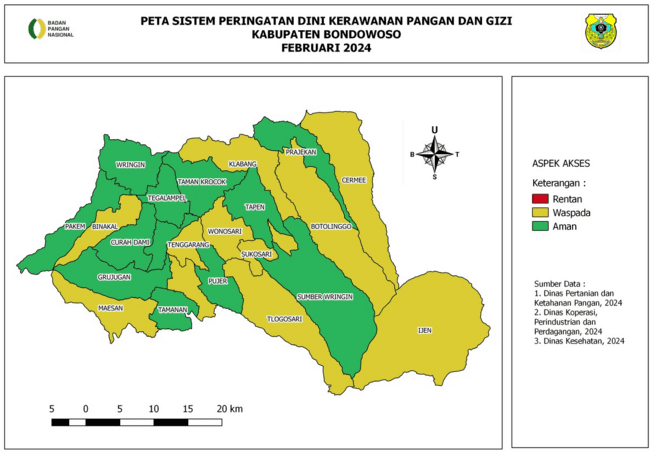 BADAN
PANGAN
NASIONAL
PETA SISTEM PERINGATAN DINI KERAWANAN PANGAN DAN GIZI
KABUPATEN BONDOWOSO
FEBRUARI 2024
U
B
T
S
PRAJEKAN
WRINGIN
KLABANG
CERMEE
TAMAN KROCOK
TEGALAMPEL
TAPEN
PAKEM
BINAKAL
BOTOLINGGO
WONOSARI
CURAH DAMI
TENGGARANG
SUKOSARI
GRUJUGAN
PUJER
SUMBER WRINGIN
MAESAN
TAMANAN
TLOGOSARI
IJEN
5 0 5 10 15 20 km
ASPEK AKSES
Keterangan :
Rentan
Waspada
Aman
Sumber Data :
1. Dinas Pertanian dan
Ketahanan Pangan, 2024
2. Dinas Koperasi,
Perindustrian dan
Perdagangan, 2024
3. Dinas Kesehatan, 2024